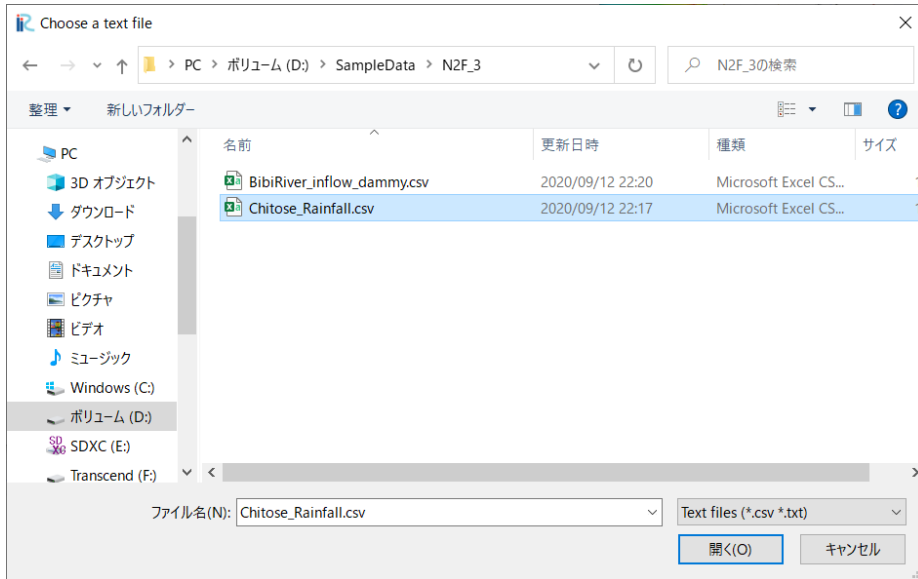 Choose a text file
PC > ボリューム (D:) > SampleData > N2F_3
N2F_3の検索
整理 新しいフォルダー
名前 更新日時 種類 サイズ
BibiRiver_inflow_dammy.csv 2020/09/12 22:20 Microsoft Excel CS...
Chitose_Rainfall.csv 2020/09/12 22:17 Microsoft Excel CS...
PC
3D オブジェクト
ダウンロード
デスクトップ
ドキュメント
ピクチャ
ビデオ
ミュージック
Windows (C:)
ボリューム (D:)
SDXC (E:)
Transcend (F:)
ファイル名(N): Chitose_Rainfall.csv Text files (*.csv *.txt)
開く(O) キャンセル